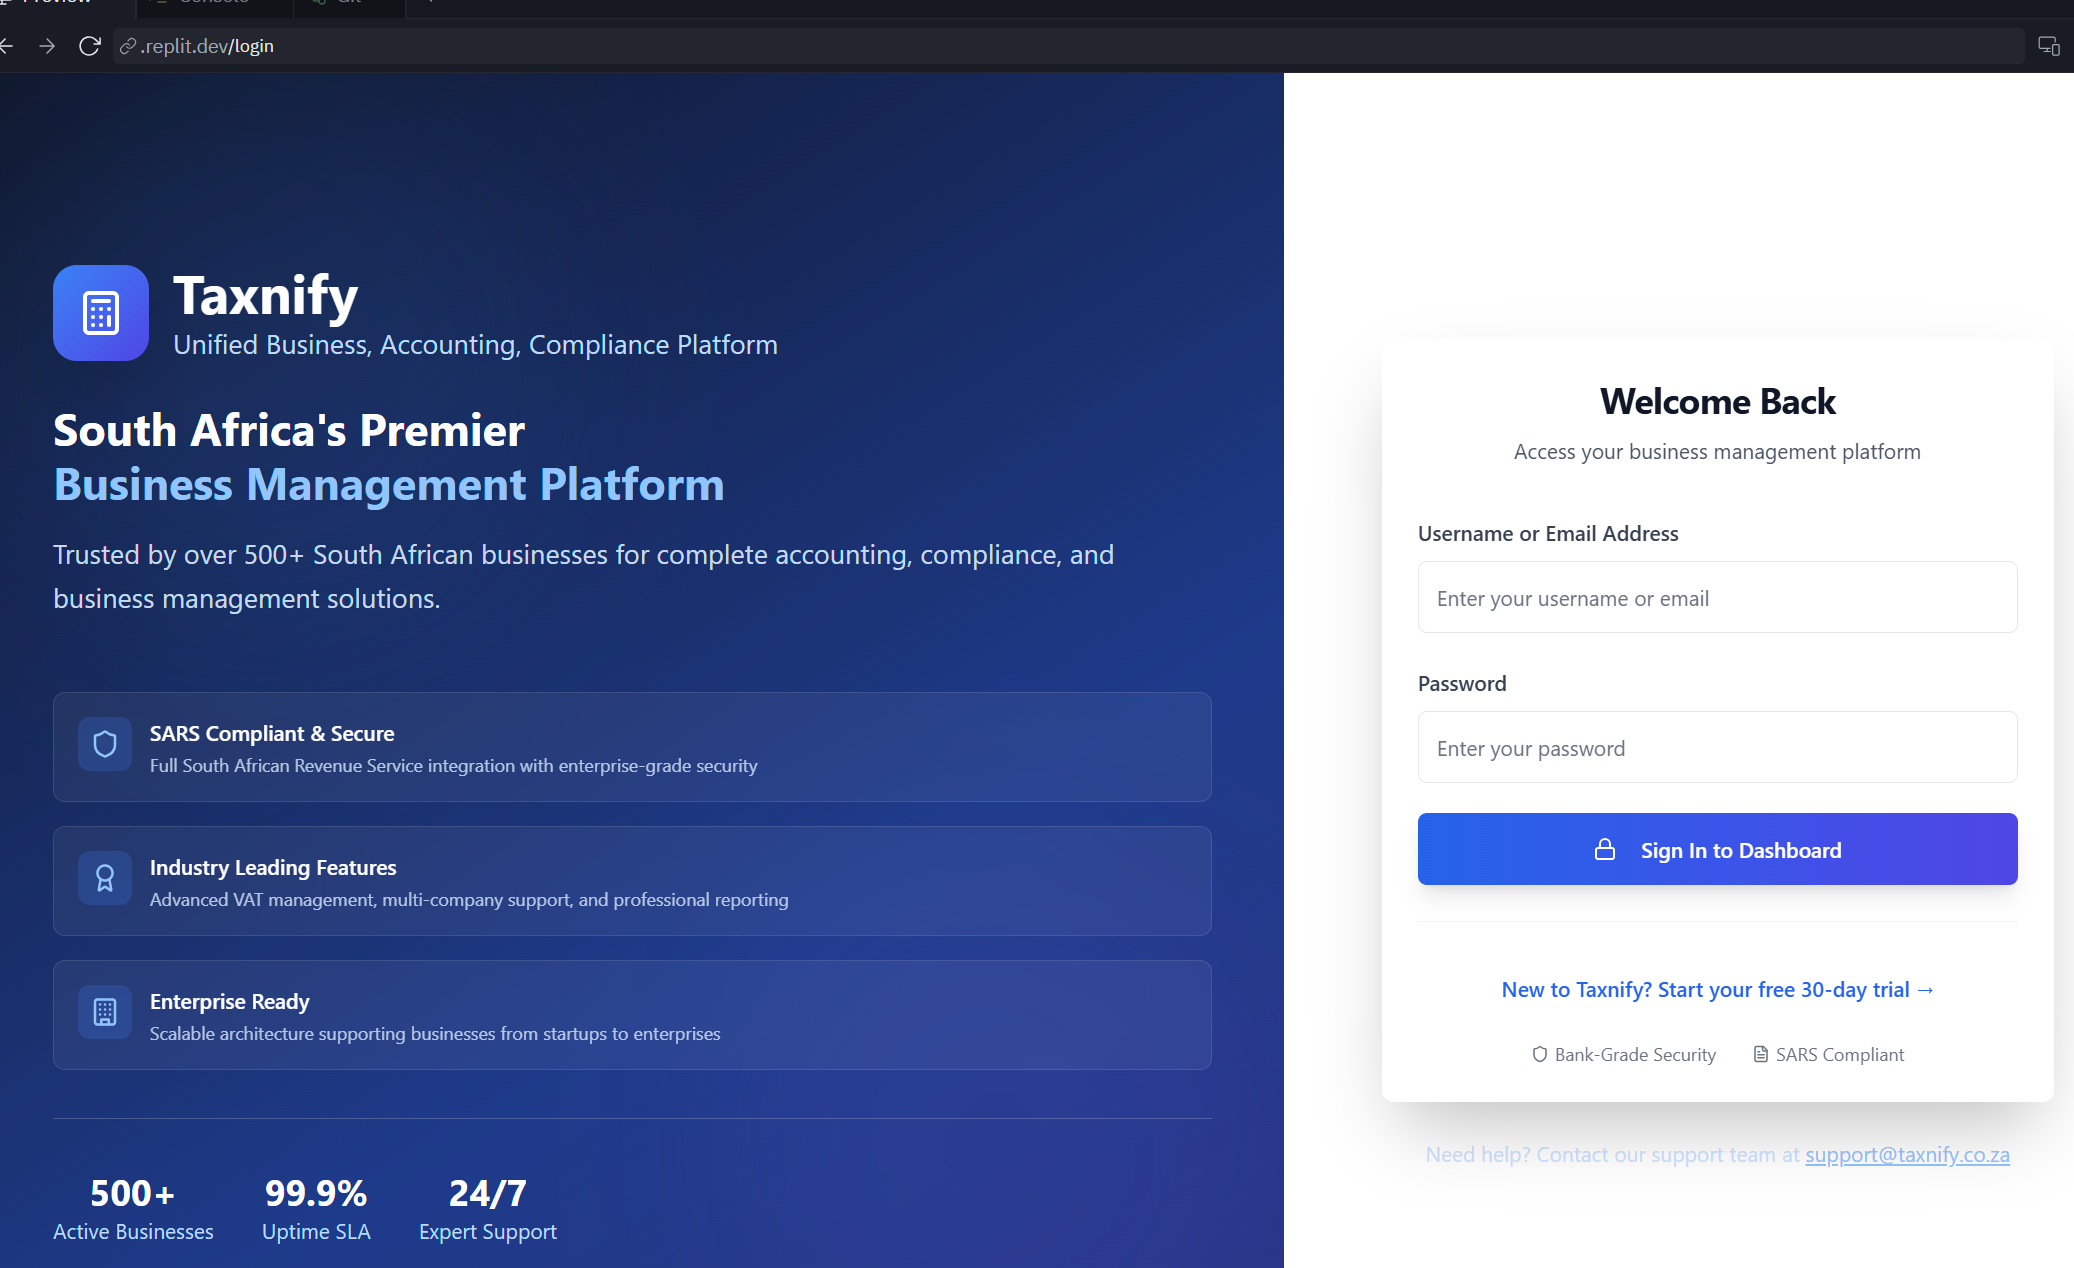 .replit.dev/login
Taxnify
Unified Business, Accounting, Compliance Platform
South Africa's Premier
Business Management Platform
Trusted by over 500+ South African businesses for complete accounting, compliance, and
business management solutions.
SARS Compliant & Secure
Full South African Revenue Service integration with enterprise-grade security
Industry Leading Features
Advanced VAT management, multi-company support, and professional reporting
Enterprise Ready
Scalable architecture supporting businesses from startups to enterprises
500+
Active Businesses
99.9%
Uptime SLA
24/7
Expert Support
Welcome Back
Access your business management platform
Username or Email Address
Enter your username or email
Password
Enter your password
Sign In to Dashboard
New to Taxnify? Start your free 30-day trial →
Bank-Grade Security
SARS Compliant
Need help? Contact our support team at support@taxnify.co.za